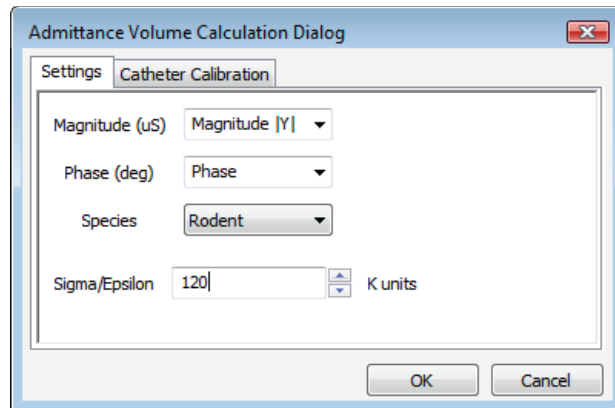 Admittance Volume Calculation Dialog
Settings Catheter Calibration
Magnitude (uS) Magnitude |Y|
Phase (deg) Phase
Species Rodent
Sigma/Epsilon 120 K units
OK Cancel